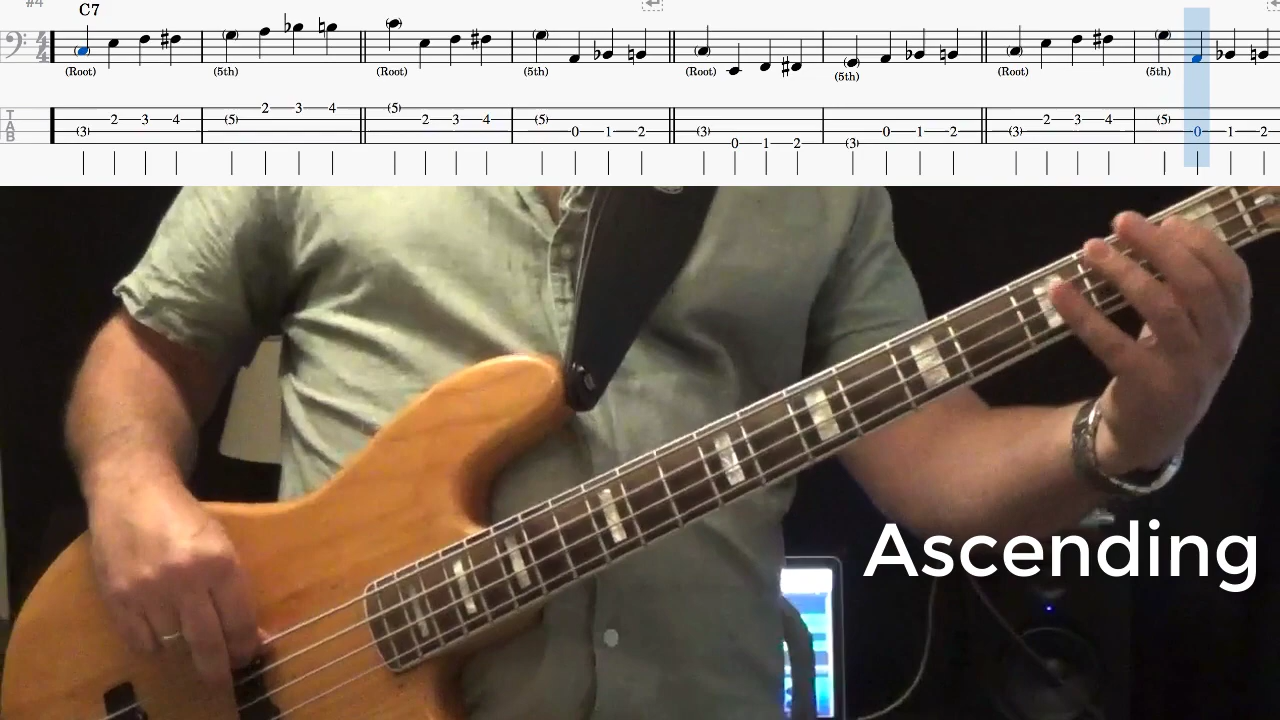 #4
C7
(Root) (5th) (Root) (5th) (Root) (5th) (Root) (5th)
T (3) 2 3 4 (5) 2 3 4 (5) 2 3 4 (5) 0 1 2 (3) 0 1 2 (3) 0 1 2 (3) 2 3 4 (5) 0 1 2
A
B
Ascending